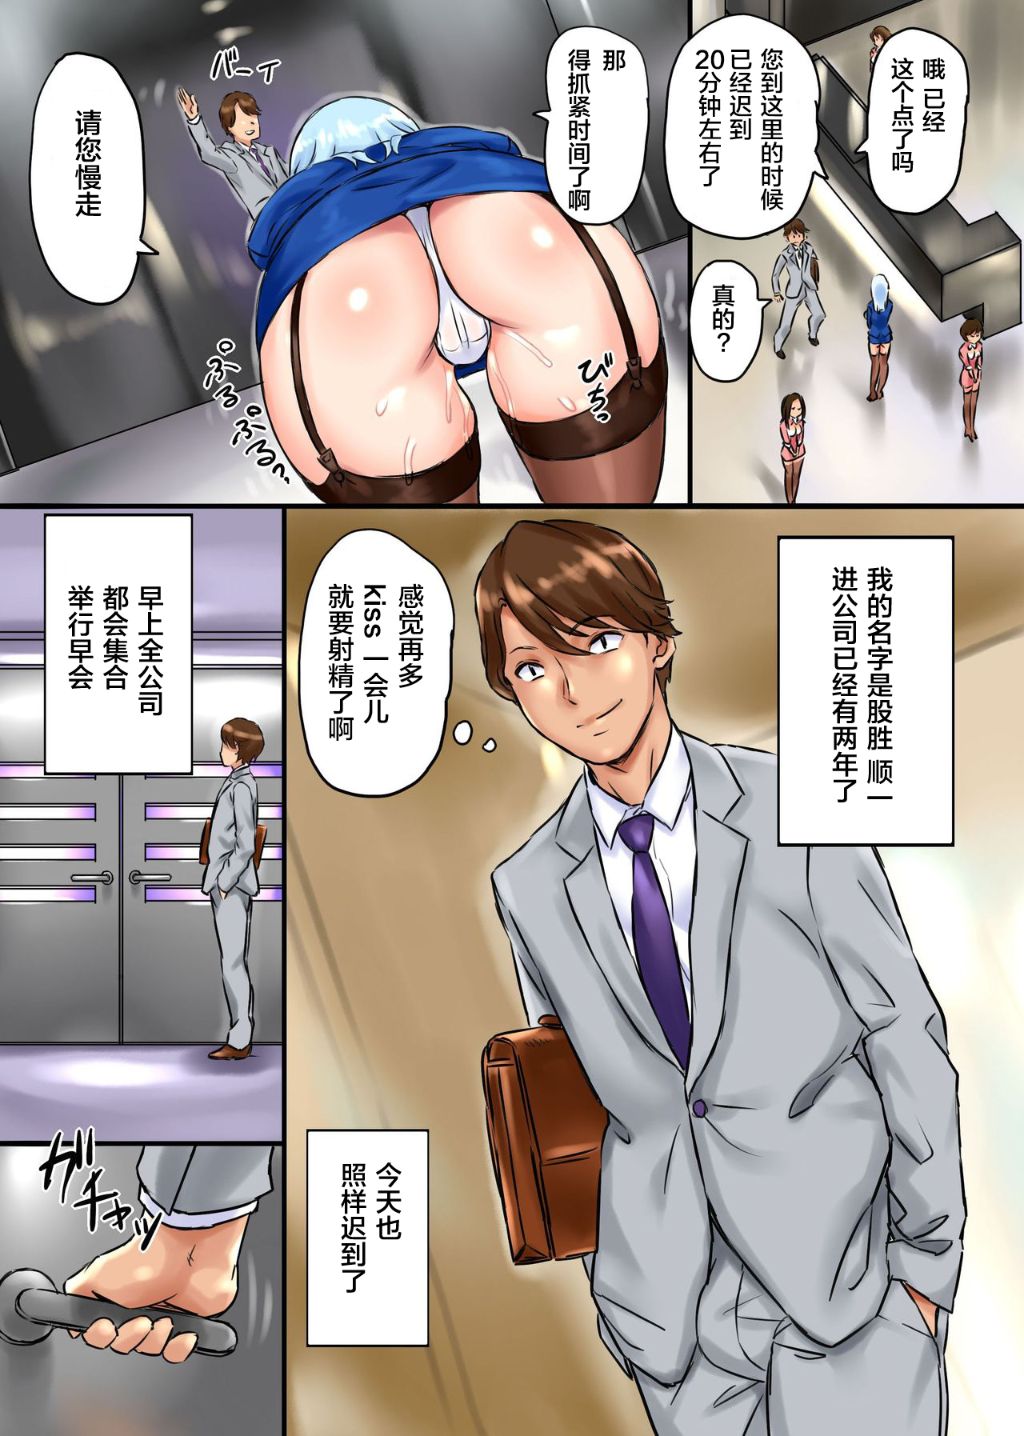 哦 已经
这个点了吗
您到这里的时候
已经迟到
20分钟左右了
真的？
那
得抓紧时间了啊
バーイ
请您慢走
びちっ
ぷるぷるっ
我的名字是股胜 顺一
进公司已经有两年了
感觉再多
kiss 一会儿
就要射精了啊
今天也
照样迟到了
早上全公司
都会集合
举行早会
ガチャッ